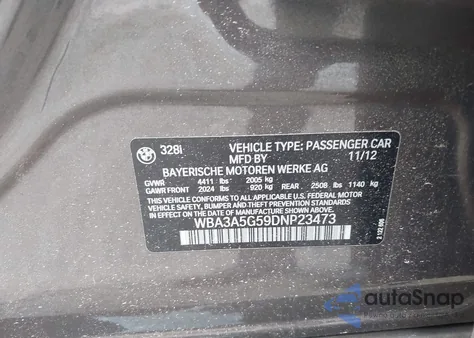 328i
VEHICLE TYPE: PASSENGER CAR
MFD BY 11/12
BAYERISCHE MOTOREN WERKE AG
GVWR 4411 lbs 2005 kg
GAWR FRONT 2024 lbs 920 kg REAR 2508 lbs 1140 kg
THIS VEHICLE CONFORMS TO ALL APPLICABLE
U.S. FEDERAL MOTOR VEHICLE SAFETY, BUMPER,
AND THEFT PREVENTION STANDARDS IN EFFECT ON
THE DATE OF MANUFACTURE SHOWN ABOVE.
WBA3A5G59DNP23473
autoSnap